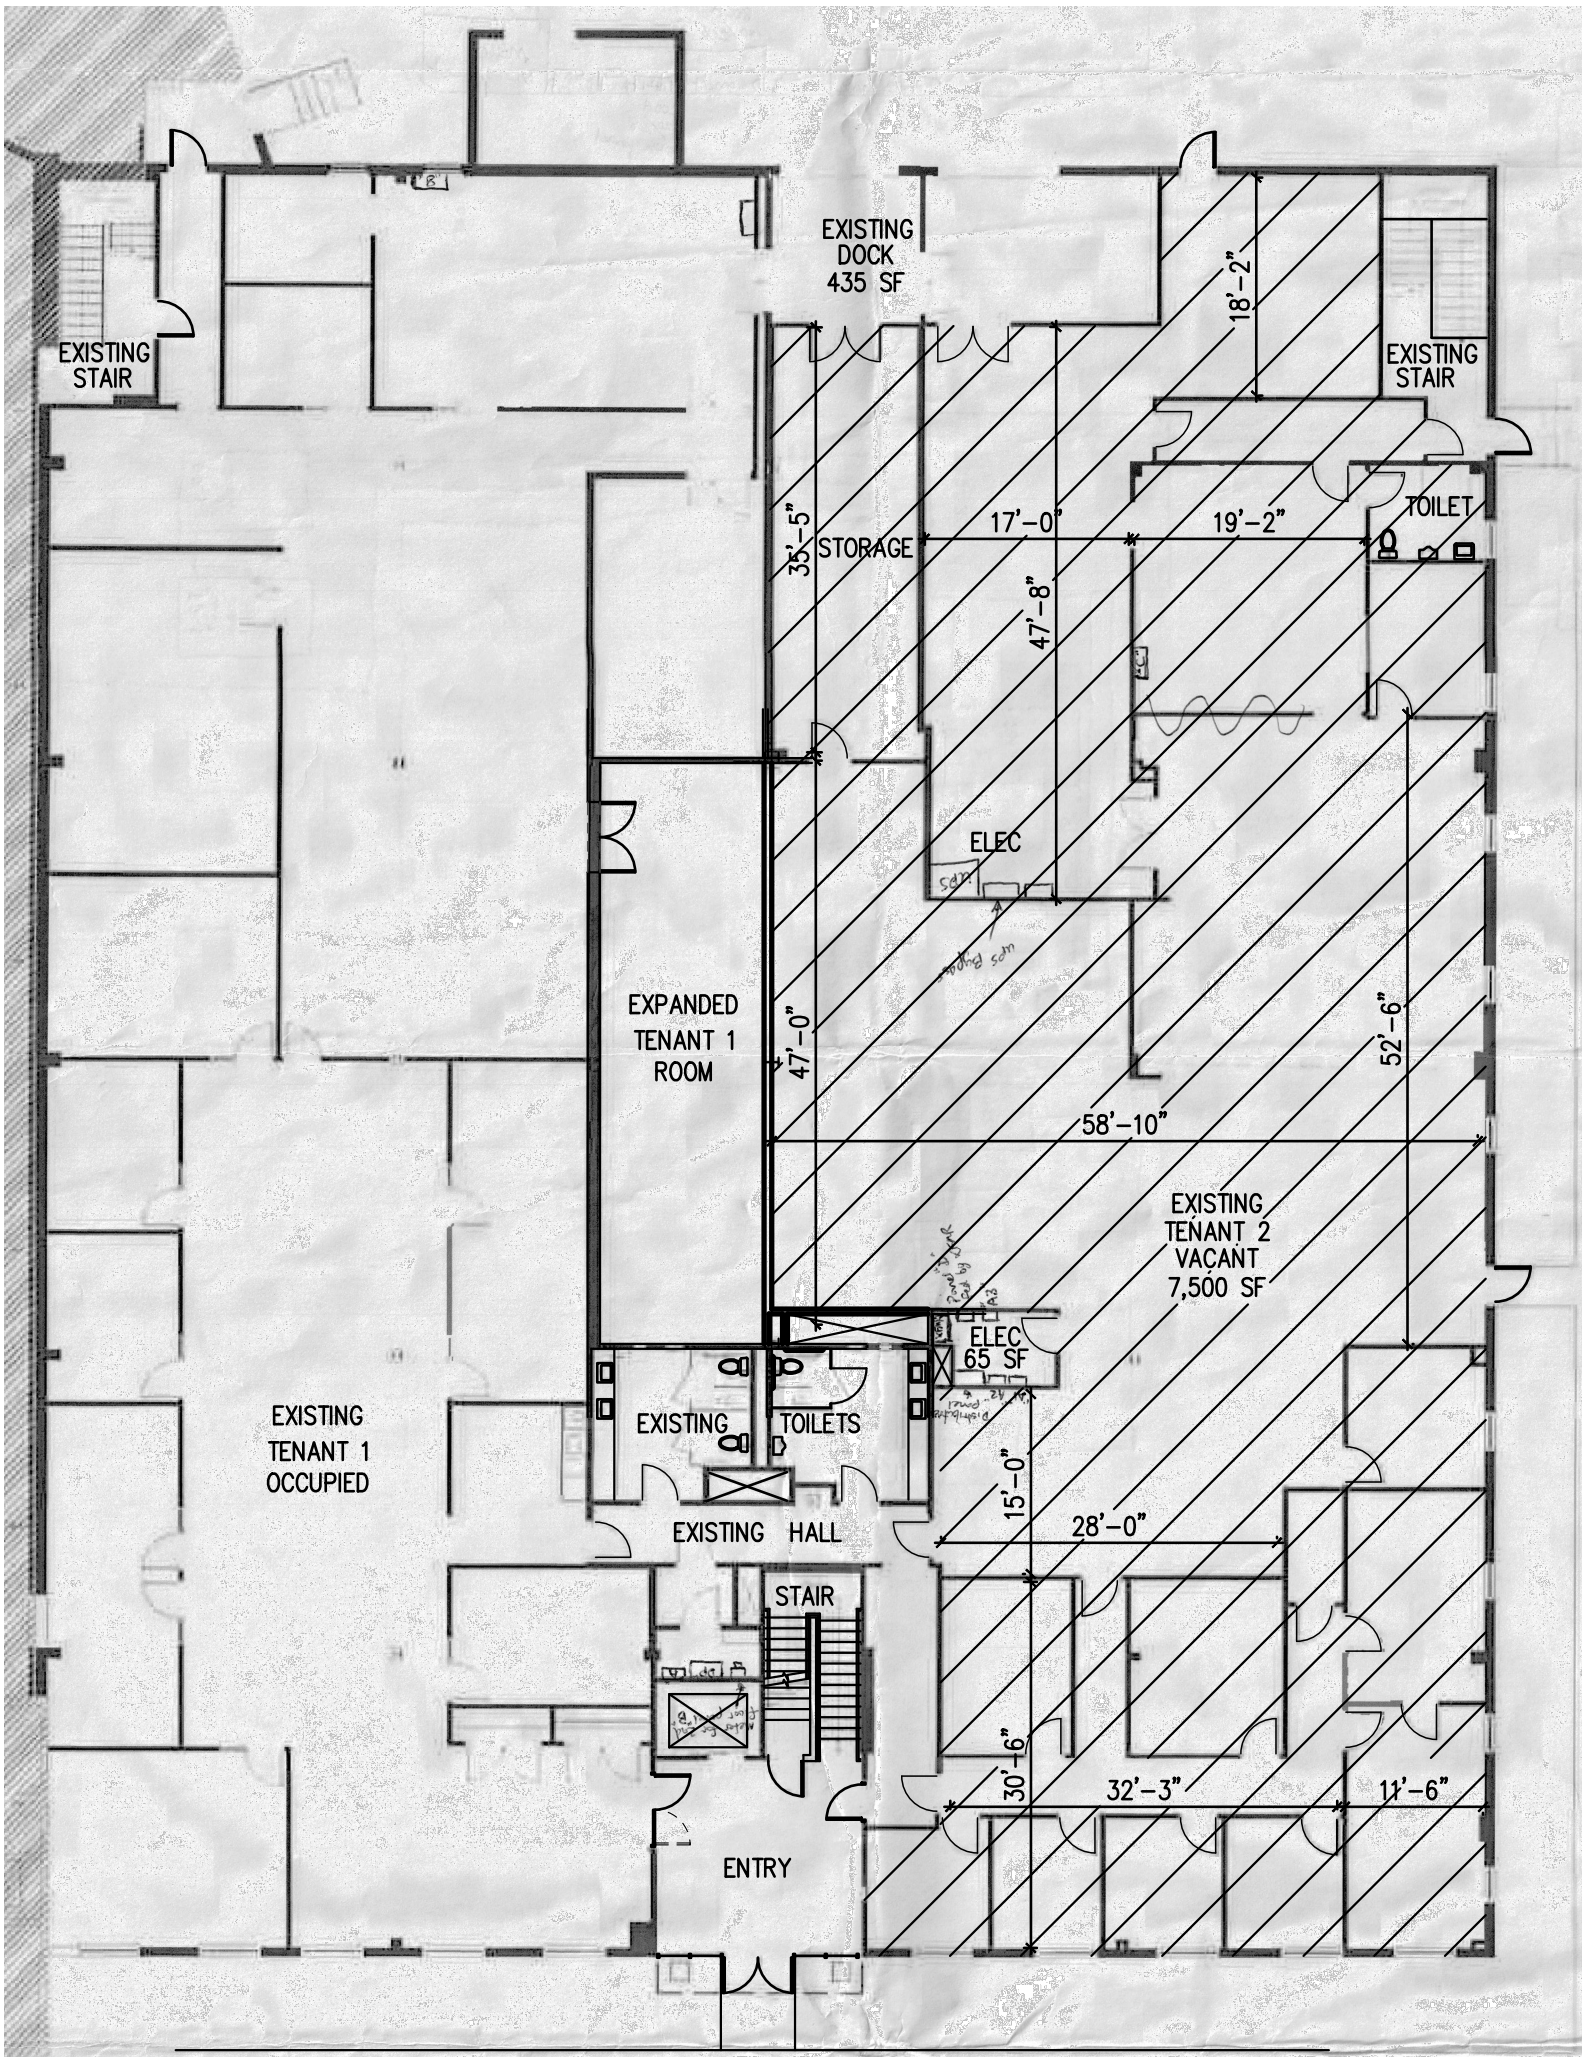 "B"
EXISTING
DOCK
435 SF
18'-2"
EXISTING
STAIR
EXISTING
STAIR
35'-5"
STORAGE
17'-0"
19'-2"
TOILET
47'-8"
"C"
ELEC
UPS
UPS Bypass
EXPANDED
TENANT 1
ROOM
47'-0"
52'-6"
58'-10"
EXISTING
TENANT 2
VACANT
7,500 SF
ELEC
65 SF
EXISTING
TENANT 1
OCCUPIED
EXISTING
TOILETS
15'-0"
EXISTING HALL
28'-0"
STAIR
30'-6"
32'-3"
11'-6"
ENTRY